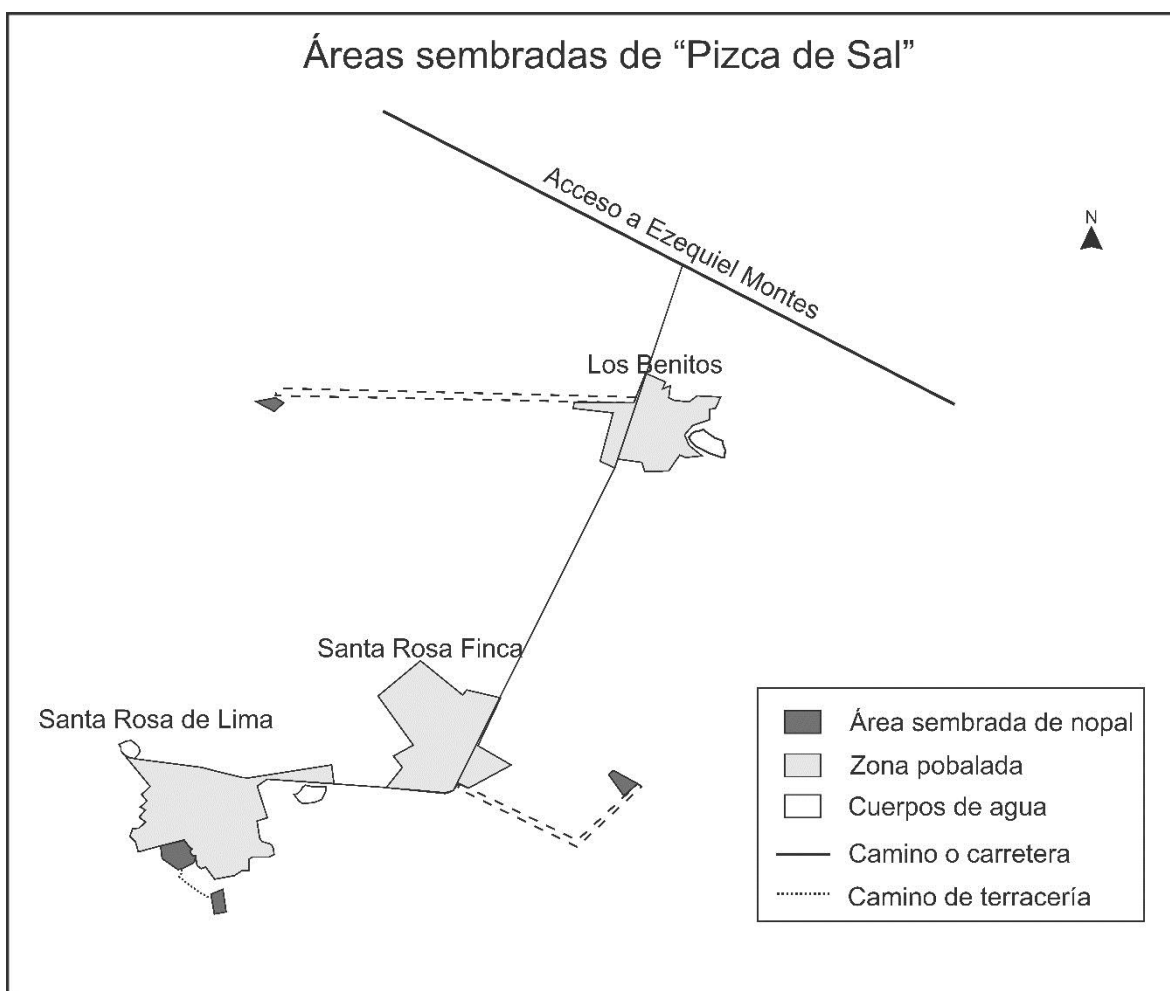 Áreas sembradas de “Pizca de Sal”
Acceso a Ezequiel Montes
N
Los Benitos
Santa Rosa Finca
Santa Rosa de Lima
Área sembrada de nopal
Zona pobalada
Cuerpos de agua
Camino o carretera
Camino de terracería